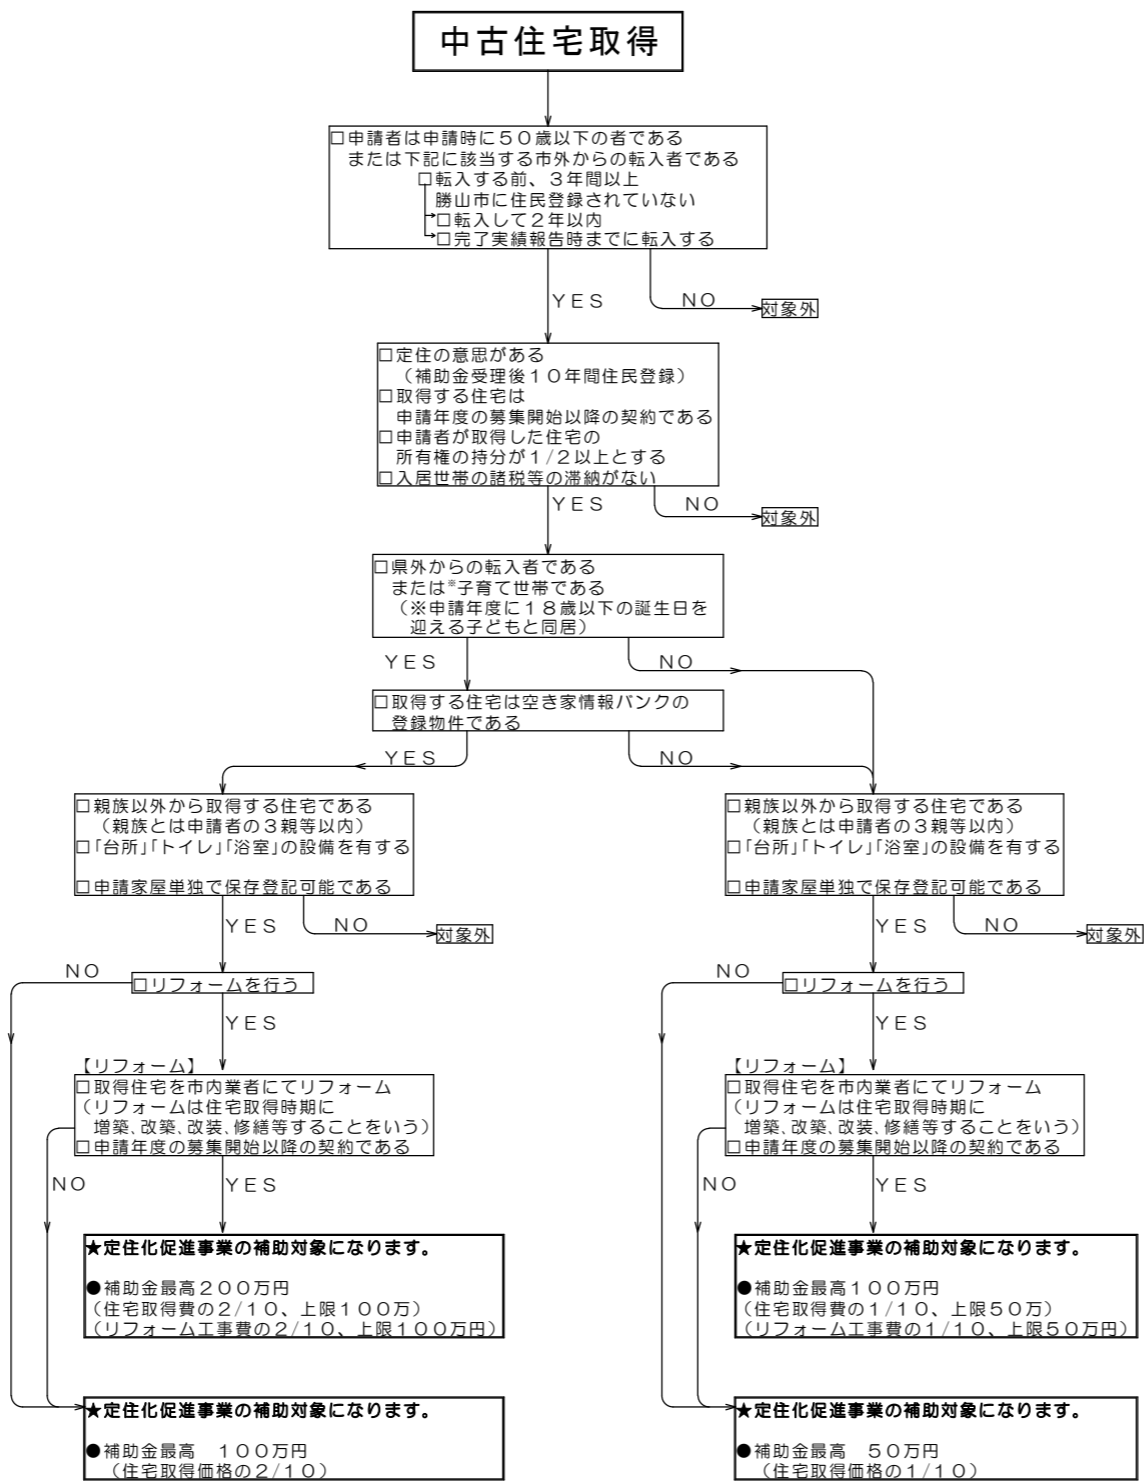 中古住宅取得
□申請者は申請時に50歳以下の者である
または下記に該当する市外からの転入者である
□転入する前、3年間以上
勝山市に住民登録されていない
□転入して2年以内
□完了実績報告時までに転入する
YES
NO
対象外
□定住の意思がある
(補助金受理後10年間住民登録)
□取得する住宅は
申請年度の募集開始以降の契約である
□申請者が取得した住宅の
所有権の持分が1/2以上とする
□入居世帯の諸税等の滞納がない
YES
NO
対象外
□県外からの転入者である
または※子育て世帯である
(※申請年度に18歳以下の誕生日を
迎える子どもと同居)
YES
NO
□取得する住宅は空き家情報バンクの
登録物件である
YES
NO
□親族以外から取得する住宅である
(親族とは申請者の3親等以内)
□「台所」「トイレ」「浴室」の設備を有する
□申請家屋単独で保存登記可能である
YES
NO
対象外
NO
□リフォームを行う
YES
【リフォーム】
□取得住宅を市内業者にてリフォーム
(リフォームは住宅取得時期に
増築、改築、改装、修繕等することをいう)
□申請年度の募集開始以降の契約である
NO
YES
★定住化促進事業の補助対象になります。
●補助金最高200万円
(住宅取得費の2/10、上限100万)
(リフォーム工事費の2/10、上限100万円)
★定住化促進事業の補助対象になります。
●補助金最高 100万円
(住宅取得価格の2/10)
□親族以外から取得する住宅である
(親族とは申請者の3親等以内)
□「台所」「トイレ」「浴室」の設備を有する
□申請家屋単独で保存登記可能である
YES
NO
対象外
NO
□リフォームを行う
YES
【リフォーム】
□取得住宅を市内業者にてリフォーム
(リフォームは住宅取得時期に
増築、改築、改装、修繕等することをいう)
□申請年度の募集開始以降の契約である
NO
YES
★定住化促進事業の補助対象になります。
●補助金最高100万円
(住宅取得費の1/10、上限50万)
(リフォーム工事費の1/10、上限50万円)
★定住化促進事業の補助対象になります。
●補助金最高 50万円
(住宅取得価格の1/10)